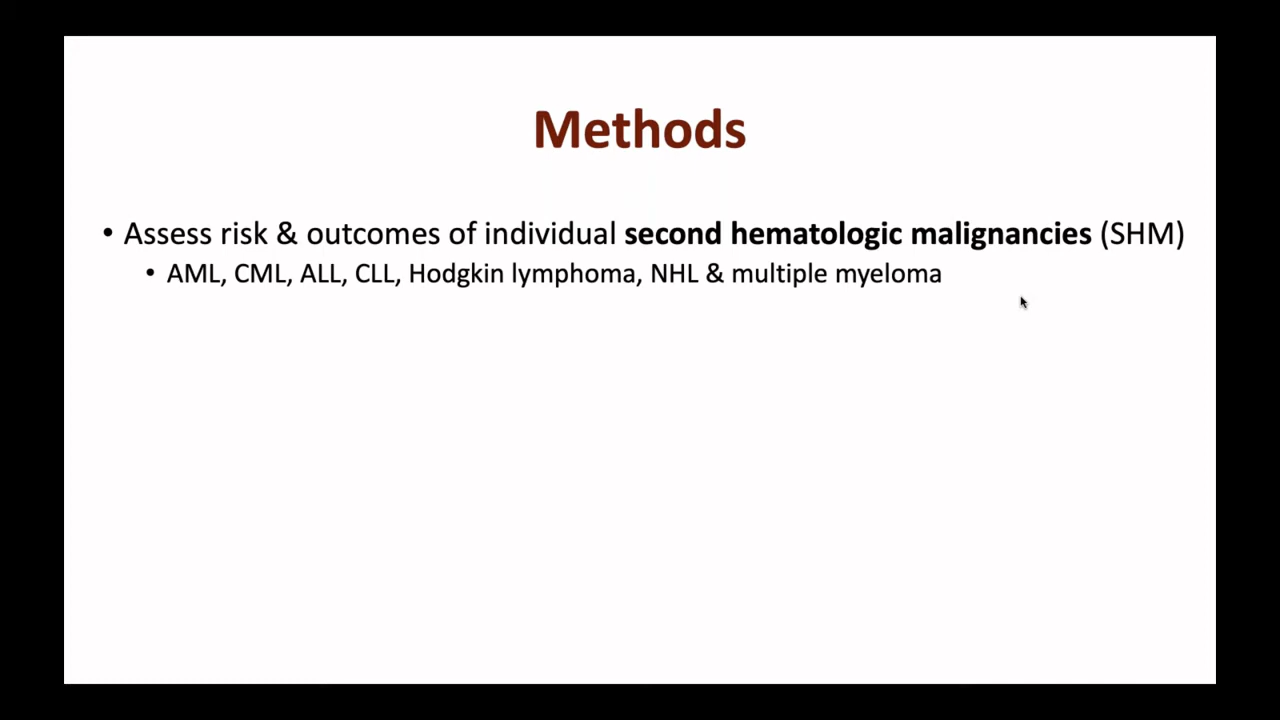 Methods
• Assess risk & outcomes of individual second hematologic malignancies (SHM)
• AML, CML, ALL, CLL, Hodgkin lymphoma, NHL & multiple myeloma